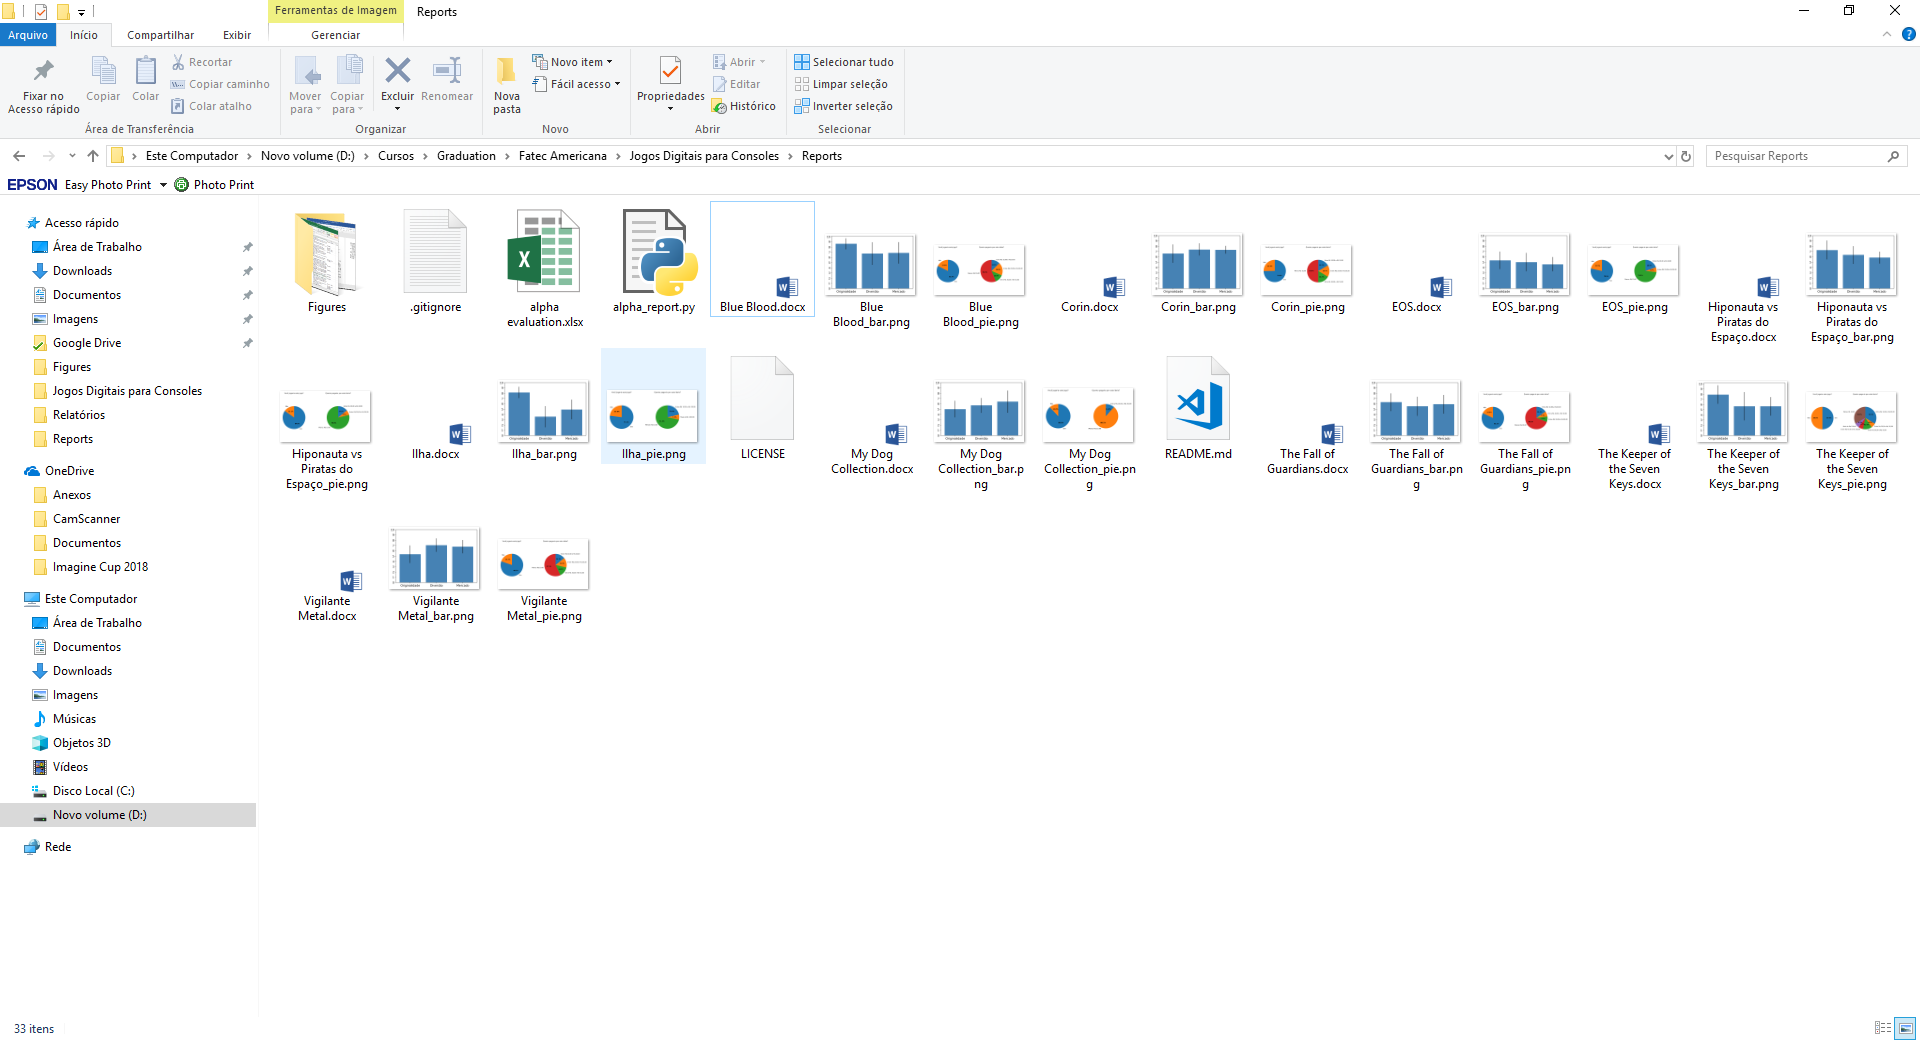 Ferramentas de Imagem
Reports
Arquivo
Início
Compartilhar
Exibir
Gerenciar
Fixar no
Acesso rápido
Copiar
Colar
Recortar
Copiar caminho
Colar atalho
Área de Transferência
Mover
para
Copiar
para
Excluir
Renomear
Organizar
Nova
pasta
Novo item
Fácil acesso
Novo
Propriedades
Abrir
Editar
Histórico
Abrir
Selecionar tudo
Limpar seleção
Inverter seleção
Selecionar
Este Computador
Novo volume (D:)
Cursos
Graduation
Fatec Americana
Jogos Digitais para Consoles
Reports
Pesquisar Reports
EPSON Easy Photo Print
Photo Print
Acesso rápido
Área de Trabalho
Downloads
Documentos
Imagens
Google Drive
Figures
Jogos Digitais para Consoles
Relatórios
Reports
OneDrive
Anexos
CamScanner
Documentos
Imagine Cup 2018
Este Computador
Área de Trabalho
Documentos
Downloads
Imagens
Músicas
Objetos 3D
Vídeos
Disco Local (C:)
Novo volume (D:)
Rede
Figures
.gitignore
alpha
evaluation.xlsx
alpha_report.py
Blue Blood.docx
Blue
Blood_bar.png
Blue
Blood_pie.png
Corin.docx
Corin_bar.png
Corin_pie.png
EOS.docx
EOS_bar.png
EOS_pie.png
Hiponauta vs
Piratas do
Espaço.docx
Hiponauta vs
Piratas do
Espaço_bar.png
Hiponauta vs
Piratas do
Espaço_pie.png
Ilha.docx
Ilha_bar.png
Ilha_pie.png
LICENSE
My Dog
Collection.docx
My Dog
Collection_bar.p
ng
My Dog
Collection_pie.pn
g
README.md
The Fall of
Guardians.docx
The Fall of
Guardians_bar.pn
g
The Fall of
Guardians_pie.pn
g
The Keeper of
the Seven
Keys.docx
The Keeper of
the Seven
Keys_bar.png
The Keeper of
the Seven
Keys_pie.png
Vigilante
Metal.docx
Vigilante
Metal_bar.png
Vigilante
Metal_pie.png
33 itens